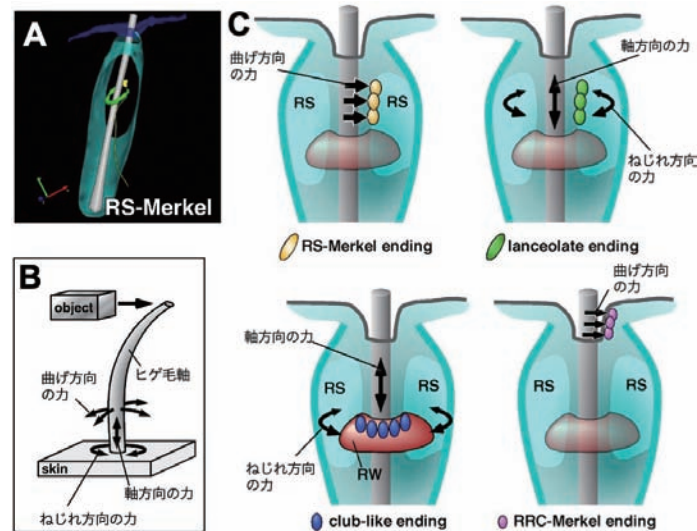 A
RS-Merkel
B
object
ヒゲ毛軸
曲げ方向
の力
skin
ねじれ方向の力
軸方向の力
C
曲げ方向
の力
RS
RS
RS-Merkel ending
軸方向の力
ねじれ方向
の力
lanceolate ending
軸方向の力
RS
RS
ねじれ方向
の力
RW
club-like ending
曲げ方向
の力
RS
RS
RRC-Merkel ending